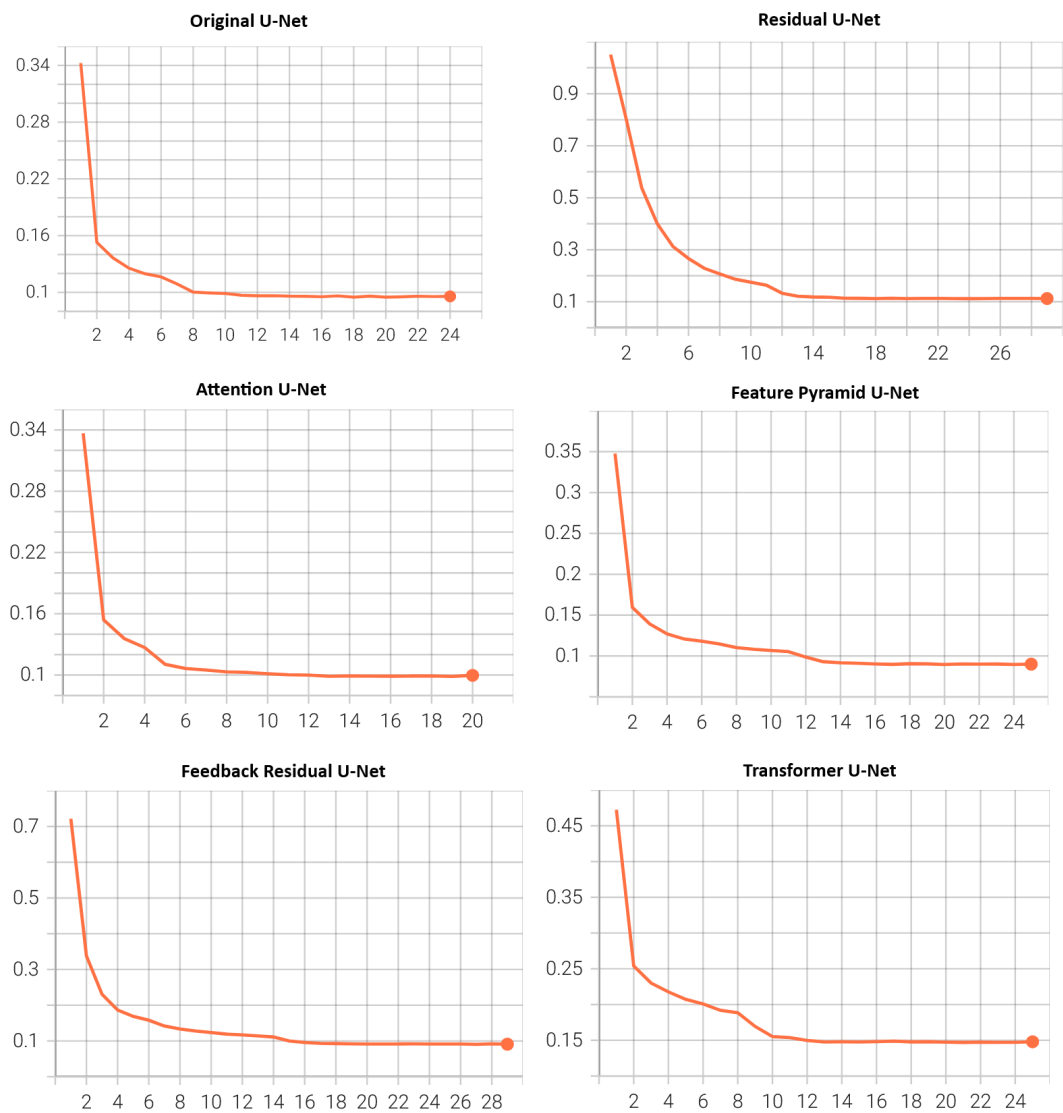 Original U-Net
0.34
0.28
0.22
0.16
0.1
2 4 6 8 10 12 14 16 18 20 22 24
Residual U-Net
0.9
0.7
0.5
0.3
0.1
2 6 10 14 18 22 26
Attention U-Net
0.34
0.28
0.22
0.16
0.1
2 4 6 8 10 12 14 16 18 20
Feature Pyramid U-Net
0.35
0.3
0.25
0.2
0.15
0.1
2 4 6 8 10 12 14 16 18 20 22 24
Feedback Residual U-Net
0.7
0.5
0.3
0.1
2 4 6 8 10 12 14 16 18 20 22 24 26 28
Transformer U-Net
0.45
0.35
0.25
0.15
2 4 6 8 10 12 14 16 18 20 22 24